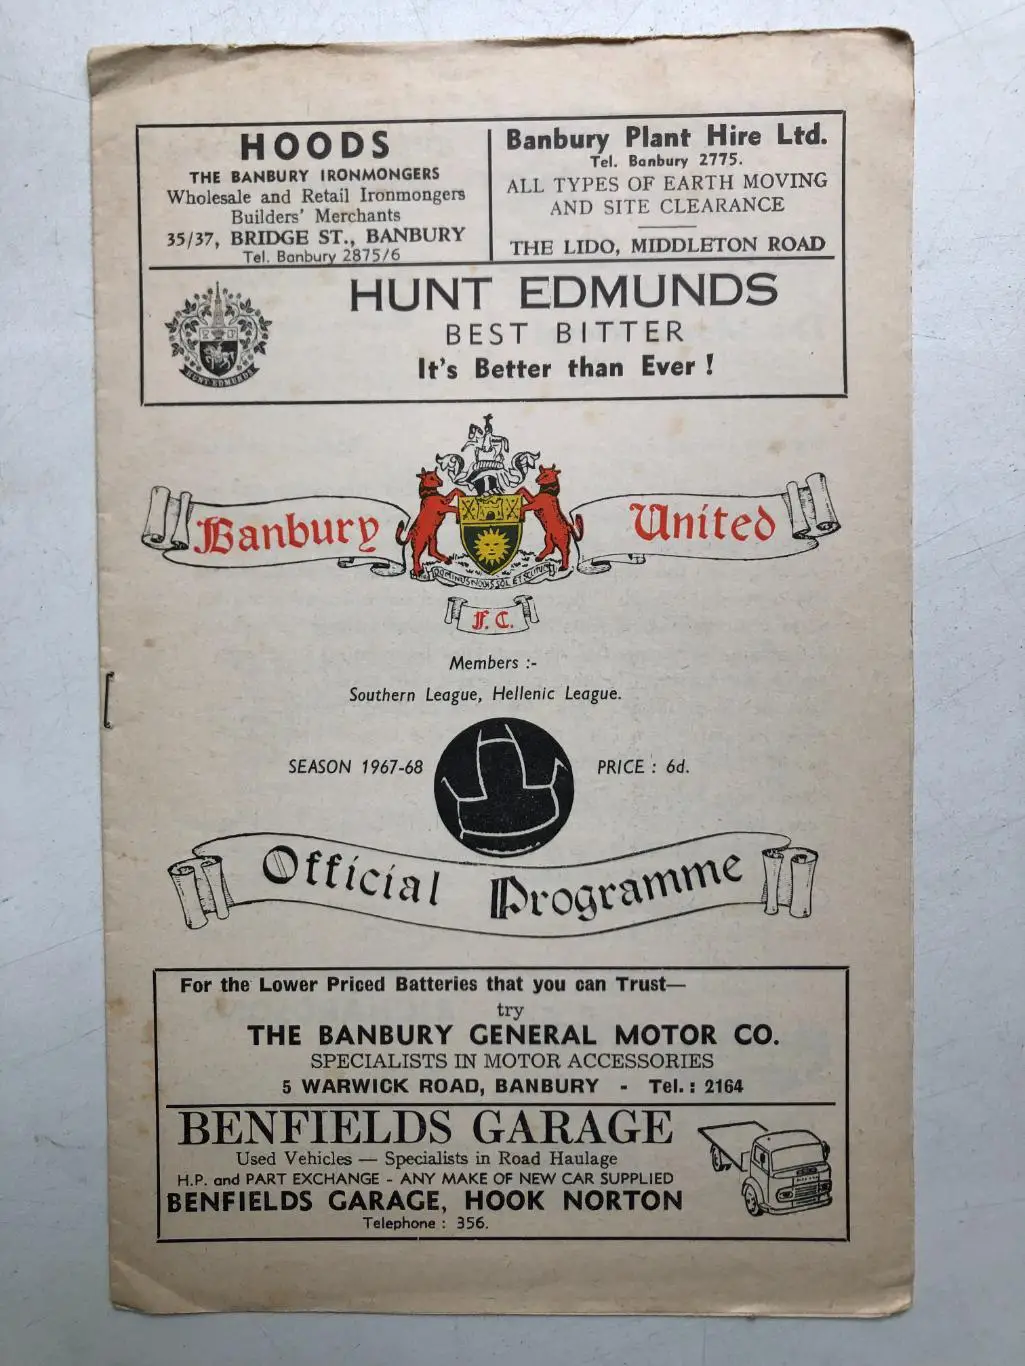 HOODS
THE BANBURY IRONMONGERS
Wholesale and Retail Ironmongers
Builders' Merchants
35/37, BRIDGE ST., BANBURY
Tel. Banbury 2875/6
Banbury Plant Hire Ltd.
Tel. Banbury 2775.
ALL TYPES OF EARTH MOVING
AND SITE CLEARANCE
THE LIDO, MIDDLETON ROAD
HUNT EDMUNDS
HUNT EDMUNDS
BEST BITTER
It's Better than Ever !
Banbury United
F.C.
Members :-
Southern League, Hellenic League.
SEASON 1967-68
PRICE : 6d.
Official Programme
For the Lower Priced Batteries that you can Trust—
try
THE BANBURY GENERAL MOTOR CO.
SPECIALISTS IN MOTOR ACCESSORIES
5 WARWICK ROAD, BANBURY - Tel.: 2164
BENFIELDS GARAGE
Used Vehicles — Specialists in Road Haulage
H.P. and PART EXCHANGE - ANY MAKE OF NEW CAR SUPPLIED
BENFIELDS GARAGE, HOOK NORTON
Telephone : 356.